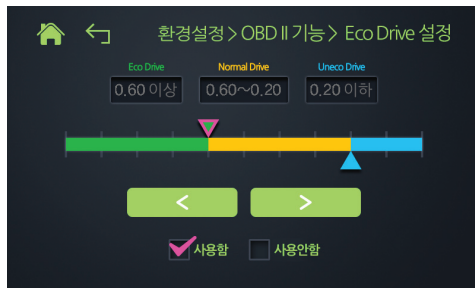 환경설정 > OBD II 기능 > Eco Drive 설정
Eco Drive Normal Drive Uneco Drive
0.60 이상 0.60~0.20 0.20 이하
< >
사용함 사용안함